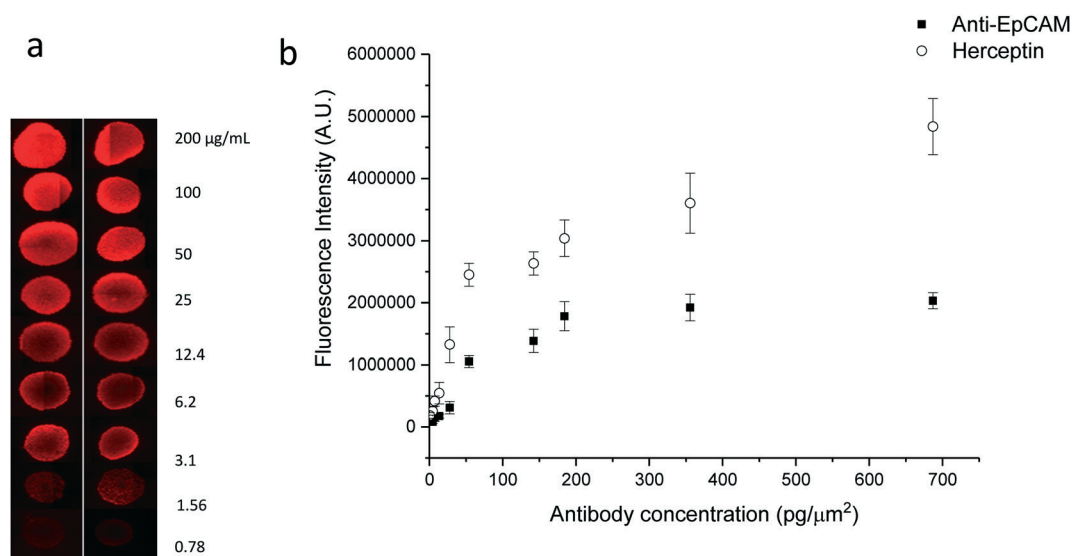 a
200 µg/mL
100
50
25
12.4
6.2
3.1
1.56
0.78
b
Anti-EpCAM
Herceptin
Fluorescence Intensity (A.U.)
6000000
5000000
4000000
3000000
2000000
1000000
0
0 100 200 300 400 500 600 700
Antibody concentration (pg/µm²)